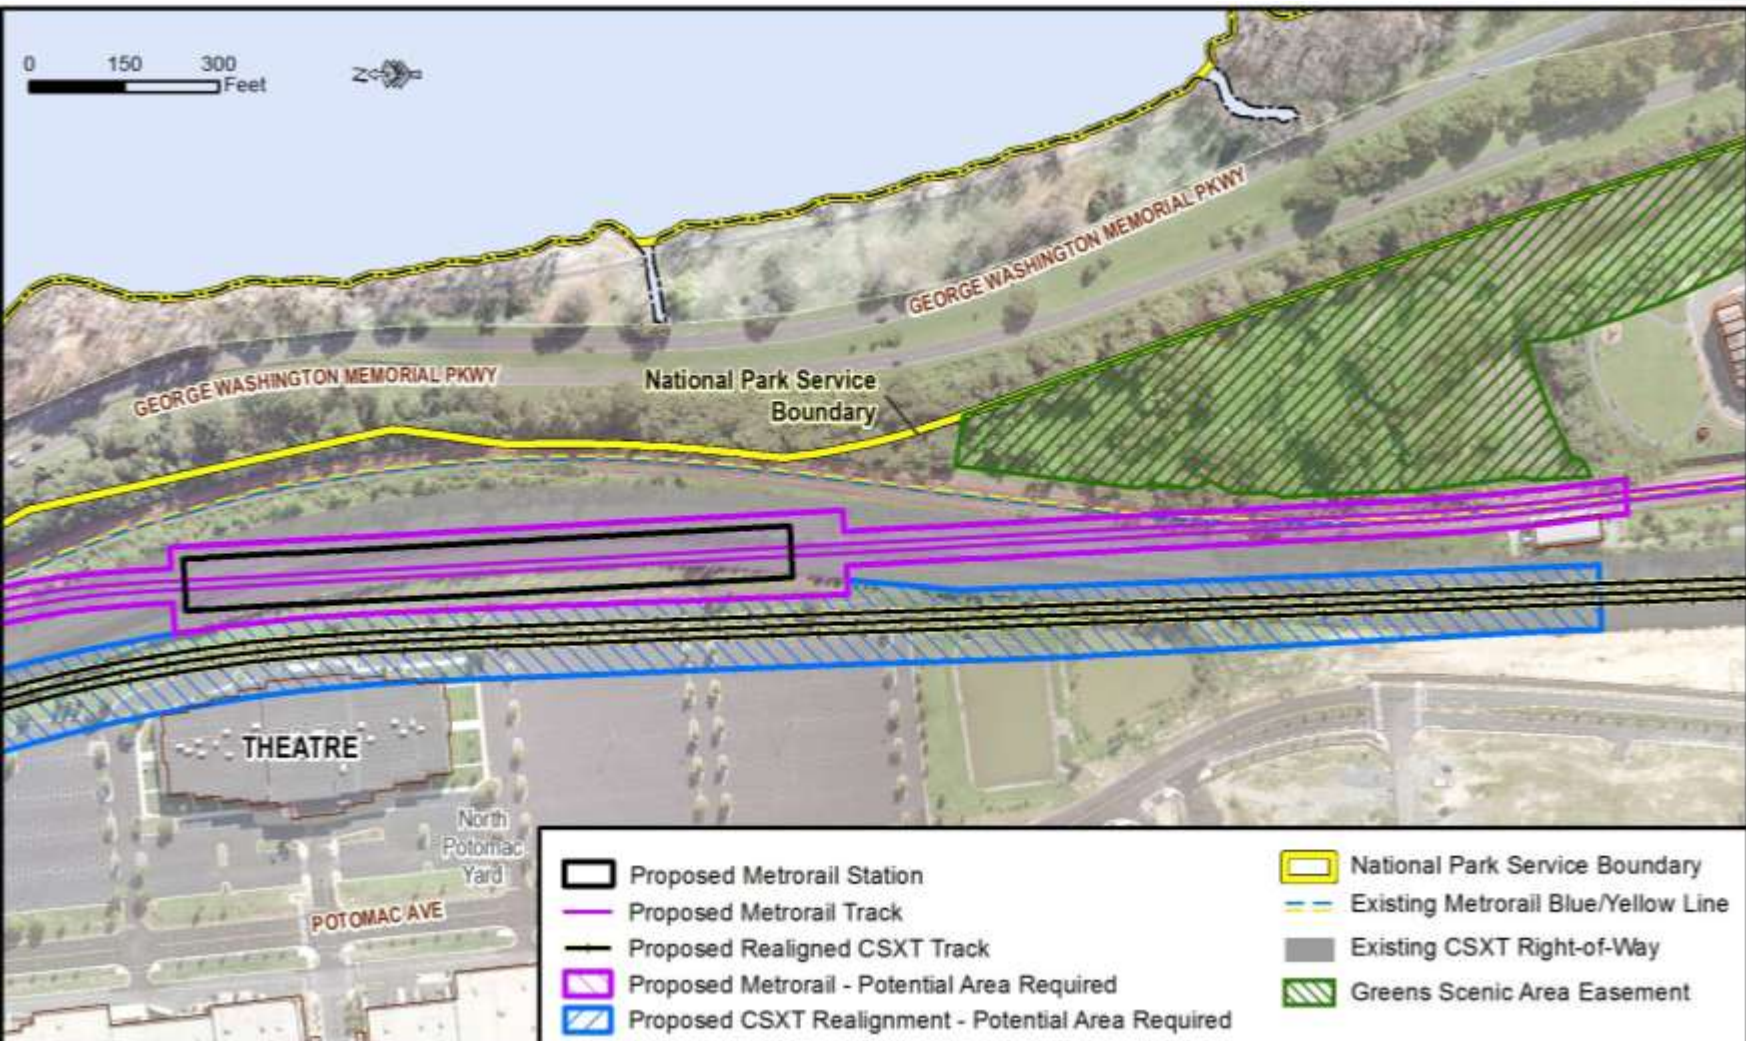 0 150 300
Feet
N
GEORGE WASHINGTON MEMORIAL PKWY
GEORGE WASHINGTON MEMORIAL PKWY
National Park Service
Boundary
THEATRE
North
Potomac
Yard
POTOMAC AVE
Proposed Metrorail Station
Proposed Metrorail Track
Proposed Realigned CSXT Track
Proposed Metrorail - Potential Area Required
Proposed CSXT Realignment - Potential Area Required
National Park Service Boundary
Existing Metrorail Blue/Yellow Line
Existing CSXT Right-of-Way
Greens Scenic Area Easement